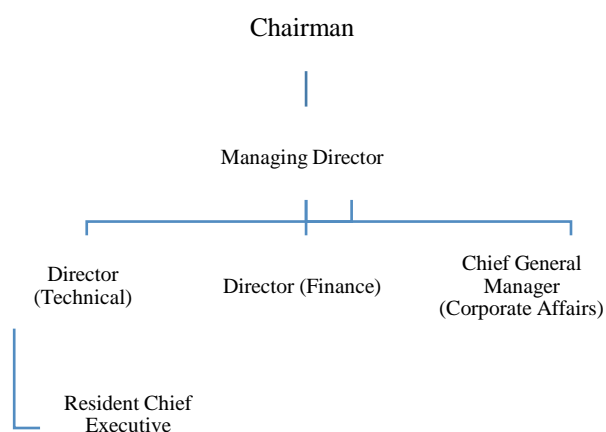 Chairman
Managing Director
Director
(Technical)
Director (Finance)
Chief General
Manager
(Corporate Affairs)
Resident Chief
Executive